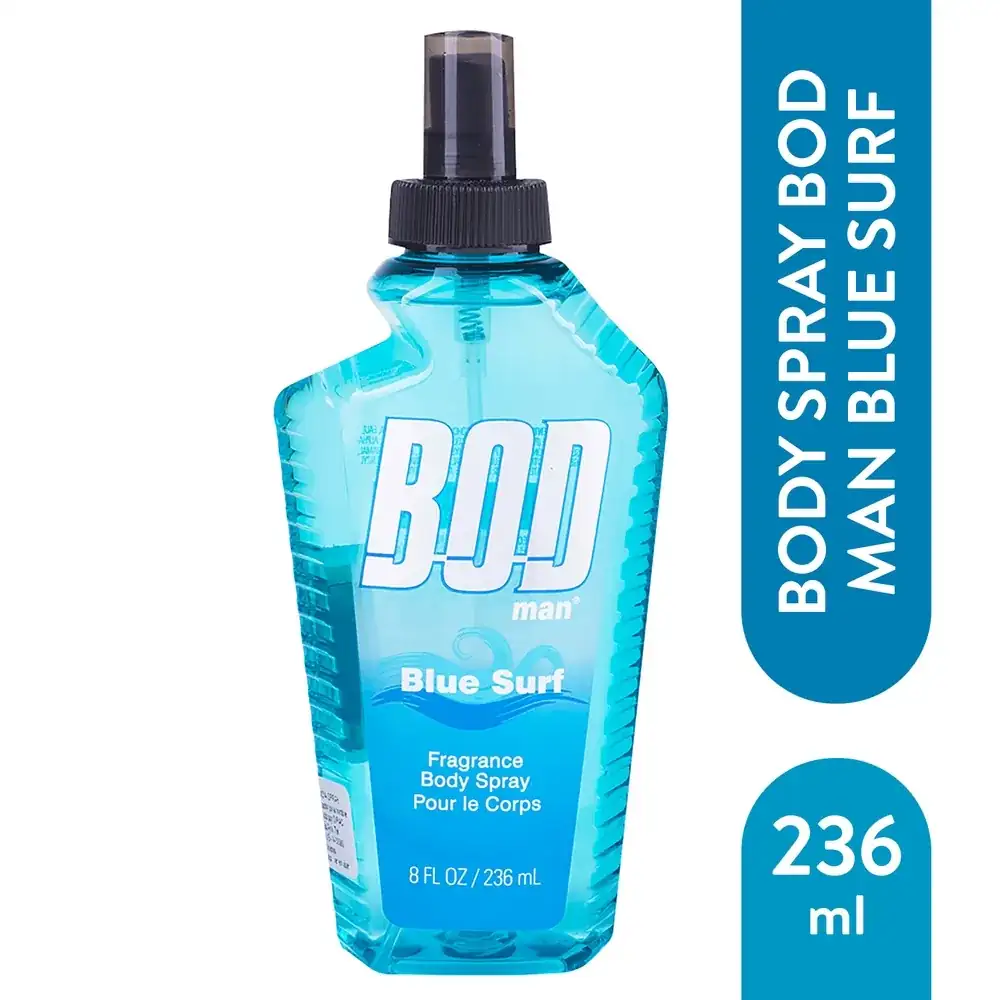 BOD
man®
Blue Surf
Fragrance
Body Spray
Pour le Corps
8 FL OZ / 236 mL
BODY SPRAY BOD
MAN BLUE SURF
236
ml